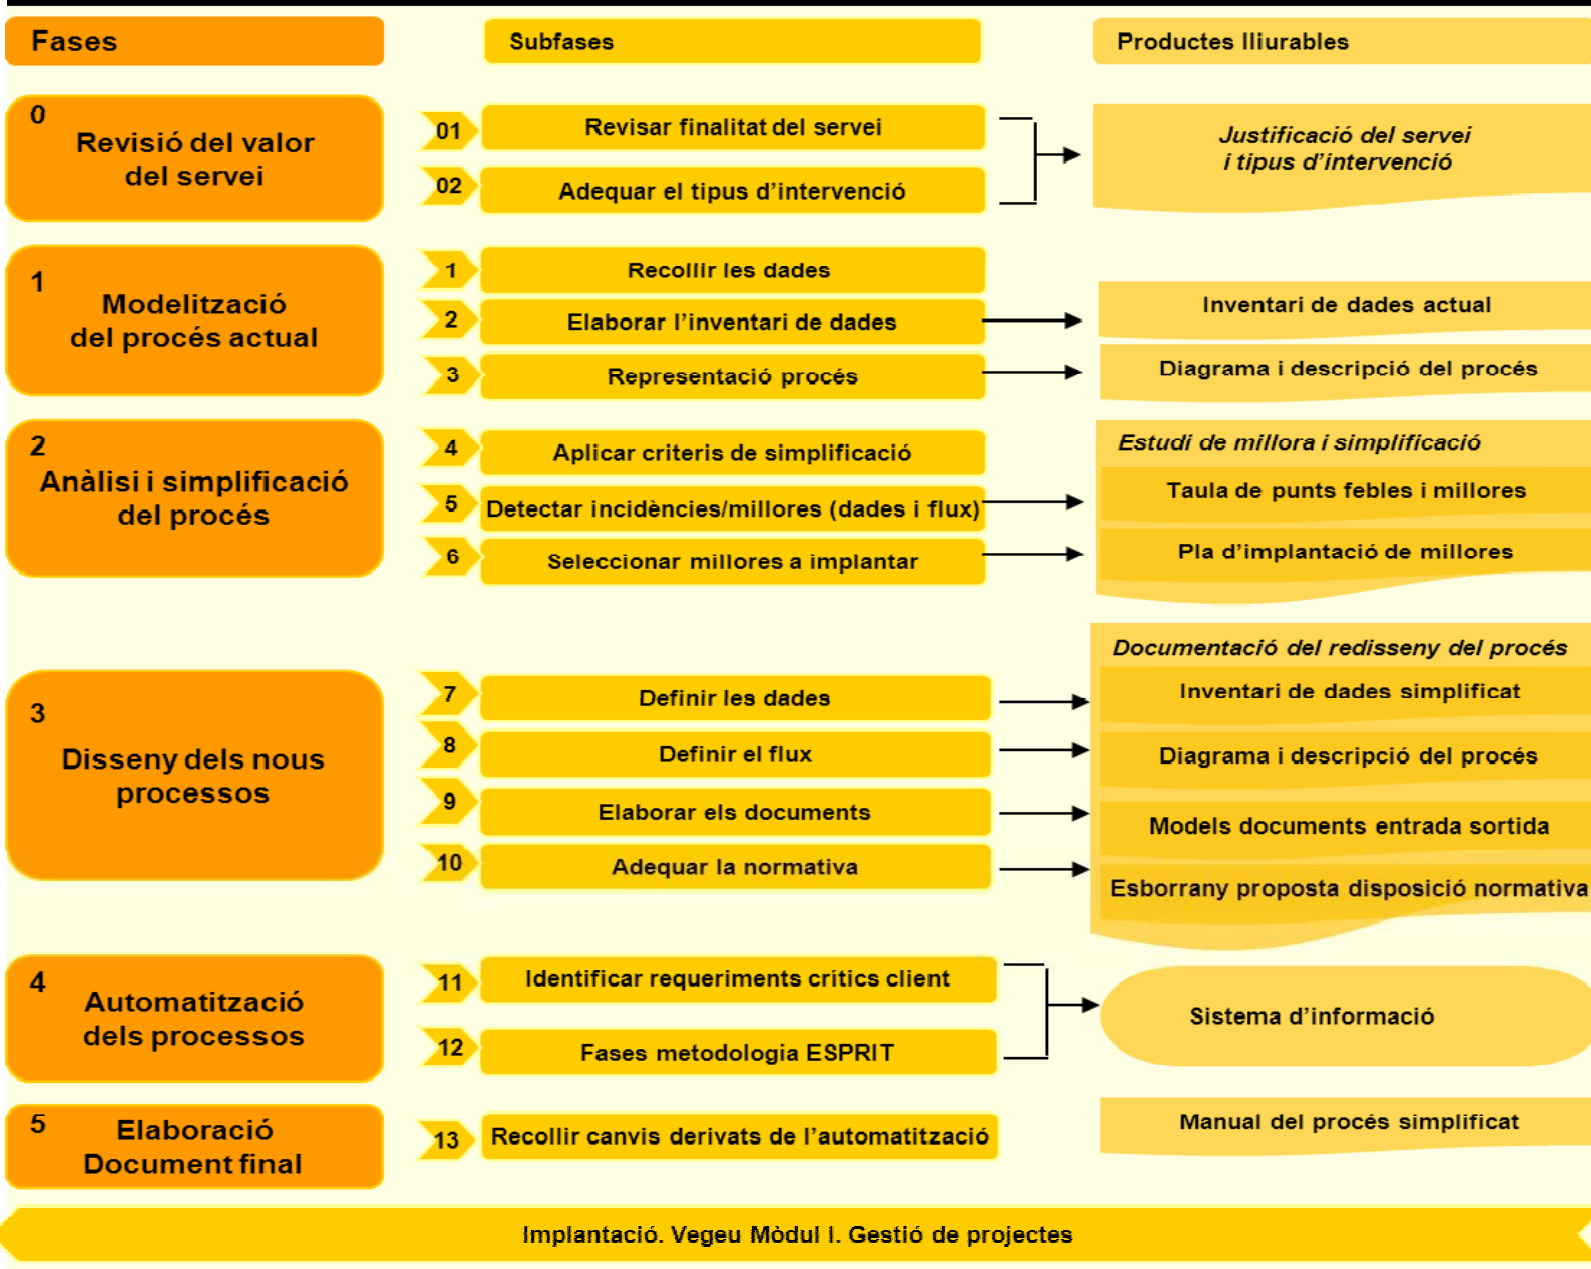 Fases
Subfases
Productes lliurables
0
Revisió del valor
del servei
01
Revisar finalitat del servei
02
Adequar el tipus d'intervenció
Justificació del servei
i tipus d'intervenció
1
Modelització
del procés actual
1
Recollir les dades
2
Elaborar l'inventari de dades
3
Representació procés
Inventari de dades actual
Diagrama i descripció del procés
2
Anàlisi i simplificació
del procés
4
Aplicar criteris de simplificació
5
Detectar incidències/millores (dades i flux)
6
Seleccionar millores a implantar
Estudi de millora i simplificació
Taula de punts febles i millores
Pla d'implantació de millores
3
Disseny dels nous
processos
7
Definir les dades
8
Definir el flux
9
Elaborar els documents
10
Adequar la normativa
Documentació del redisseny del procés
Inventari de dades simplificat
Diagrama i descripció del procés
Models documents entrada sortida
Esborrany proposta disposició normativa
4
Automatització
dels processos
11
Identificar requeriments crítics client
12
Fases metodologia ESPRIT
Sistema d'informació
5
Elaboració
Document final
13
Recollir canvis derivats de l'automatització
Manual del procés simplificat
Implantació. Vegeu Mòdul I. Gestió de projectes